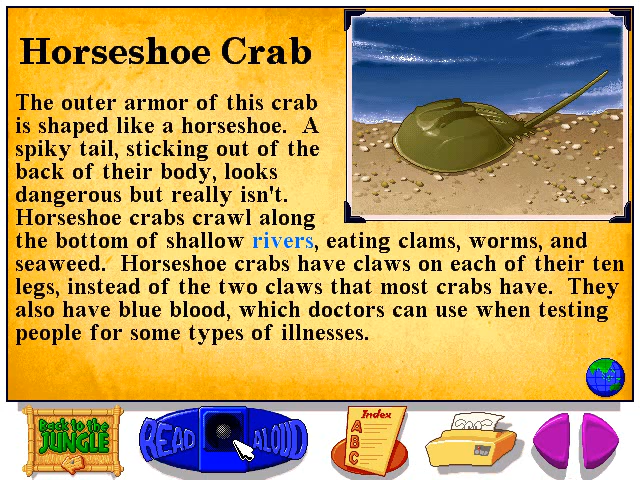 Horseshoe Crab
The outer armor of this crab
is shaped like a horseshoe.  A
spiky tail, sticking out of the
back of their body, looks
dangerous but really isn't.
Horseshoe crabs crawl along
the bottom of shallow rivers, eating clams, worms, and
seaweed.  Horseshoe crabs have claws on each of their ten
legs, instead of the two claws that most crabs have.  They
also have blue blood, which doctors can use when testing
people for some types of illnesses.
Back to the
JUNGLE
READ ALOUD
Index
A
B
C